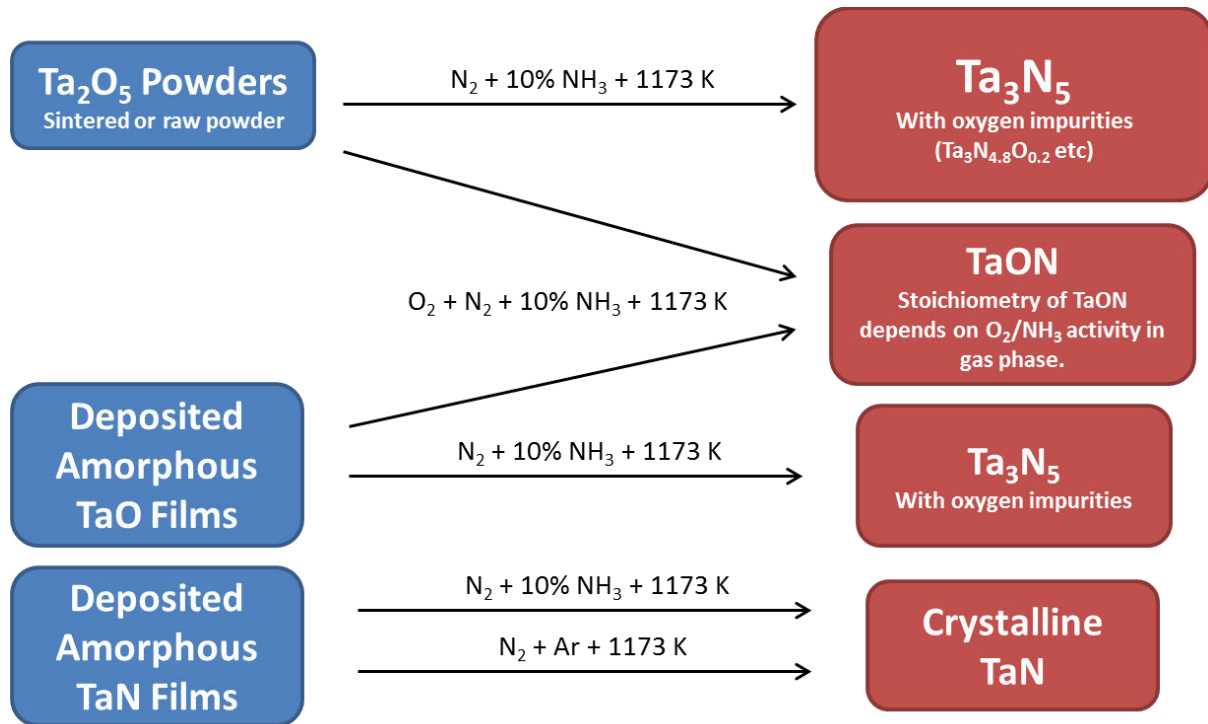 Ta₂O₅ Powders
Sintered or raw powder
N₂ + 10% NH₃ + 1173 K
Ta₃N₅
With oxygen impurities
(Ta₃N₄.₈O₀.₂ etc)
O₂ + N₂ + 10% NH₃ + 1173 K
TaON
Stoichiometry of TaON
depends on O₂/NH₃ activity in
gas phase.
Deposited
Amorphous
TaO Films
N₂ + 10% NH₃ + 1173 K
Ta₃N₅
With oxygen impurities
Deposited
Amorphous
TaN Films
N₂ + 10% NH₃ + 1173 K
N₂ + Ar + 1173 K
Crystalline
TaN